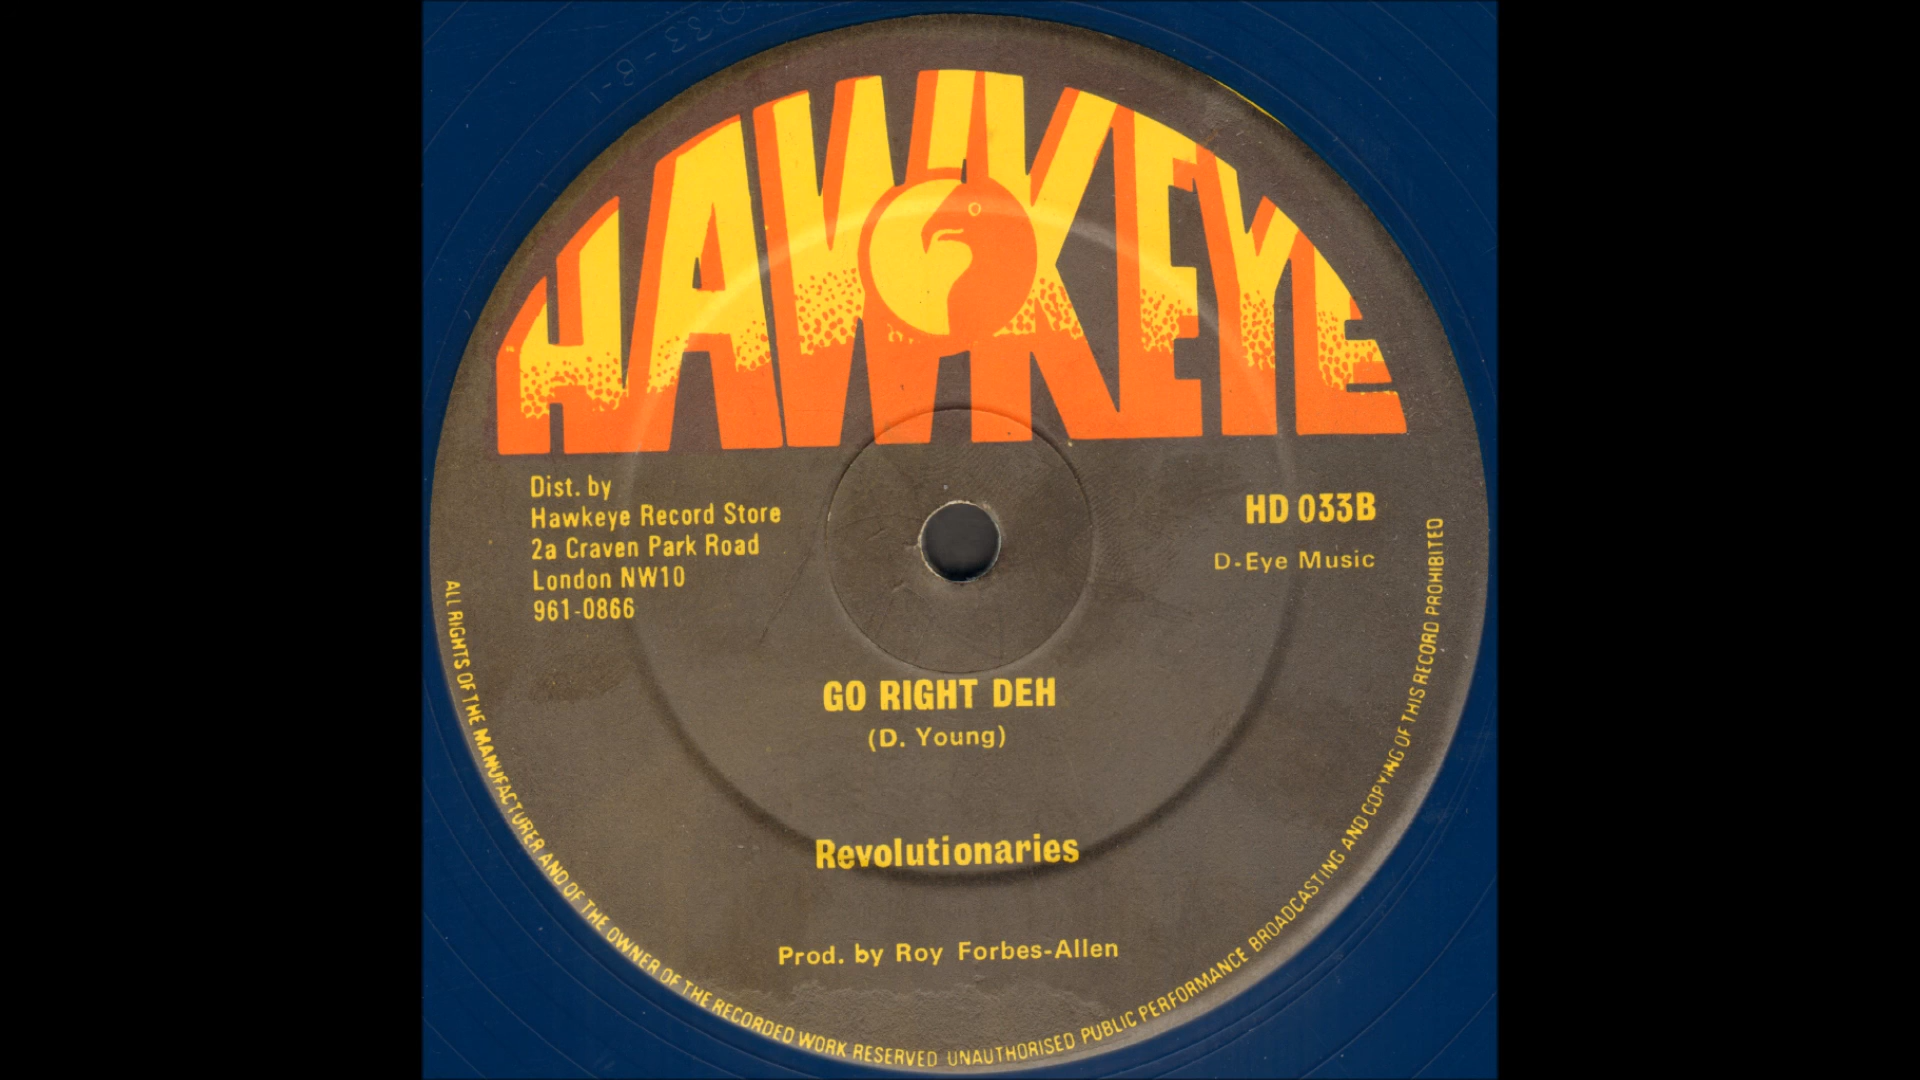 HAWKEYE
Dist. by
Hawkeye Record Store
2a Craven Park Road
London NW10
961-0866
HD 033B
D-Eye Music
GO RIGHT DEH
(D. Young)
Revolutionaries
Prod. by Roy Forbes-Allen
ALL RIGHTS OF THE MANUFACTURER AND OF THE OWNER OF THE RECORDED WORK RESERVED UNAUTHORISED PUBLIC PERFORMANCE BROADCASTING AND COPYING OF THIS RECORD PROHIBITED